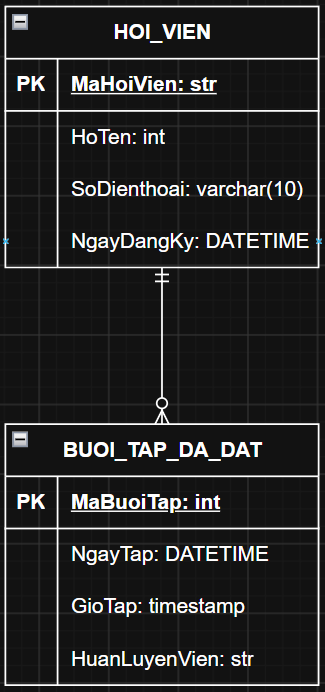 HOI_VIEN
PK MaHoiVien: str
HoTen: int
SoDienthoai: varchar(10)
NgayDangKy: DATETIME
BUOI_TAP_DA_DAT
PK MaBuoiTap: int
NgayTap: DATETIME
GioTap: timestamp
HuanLuyenVien: str